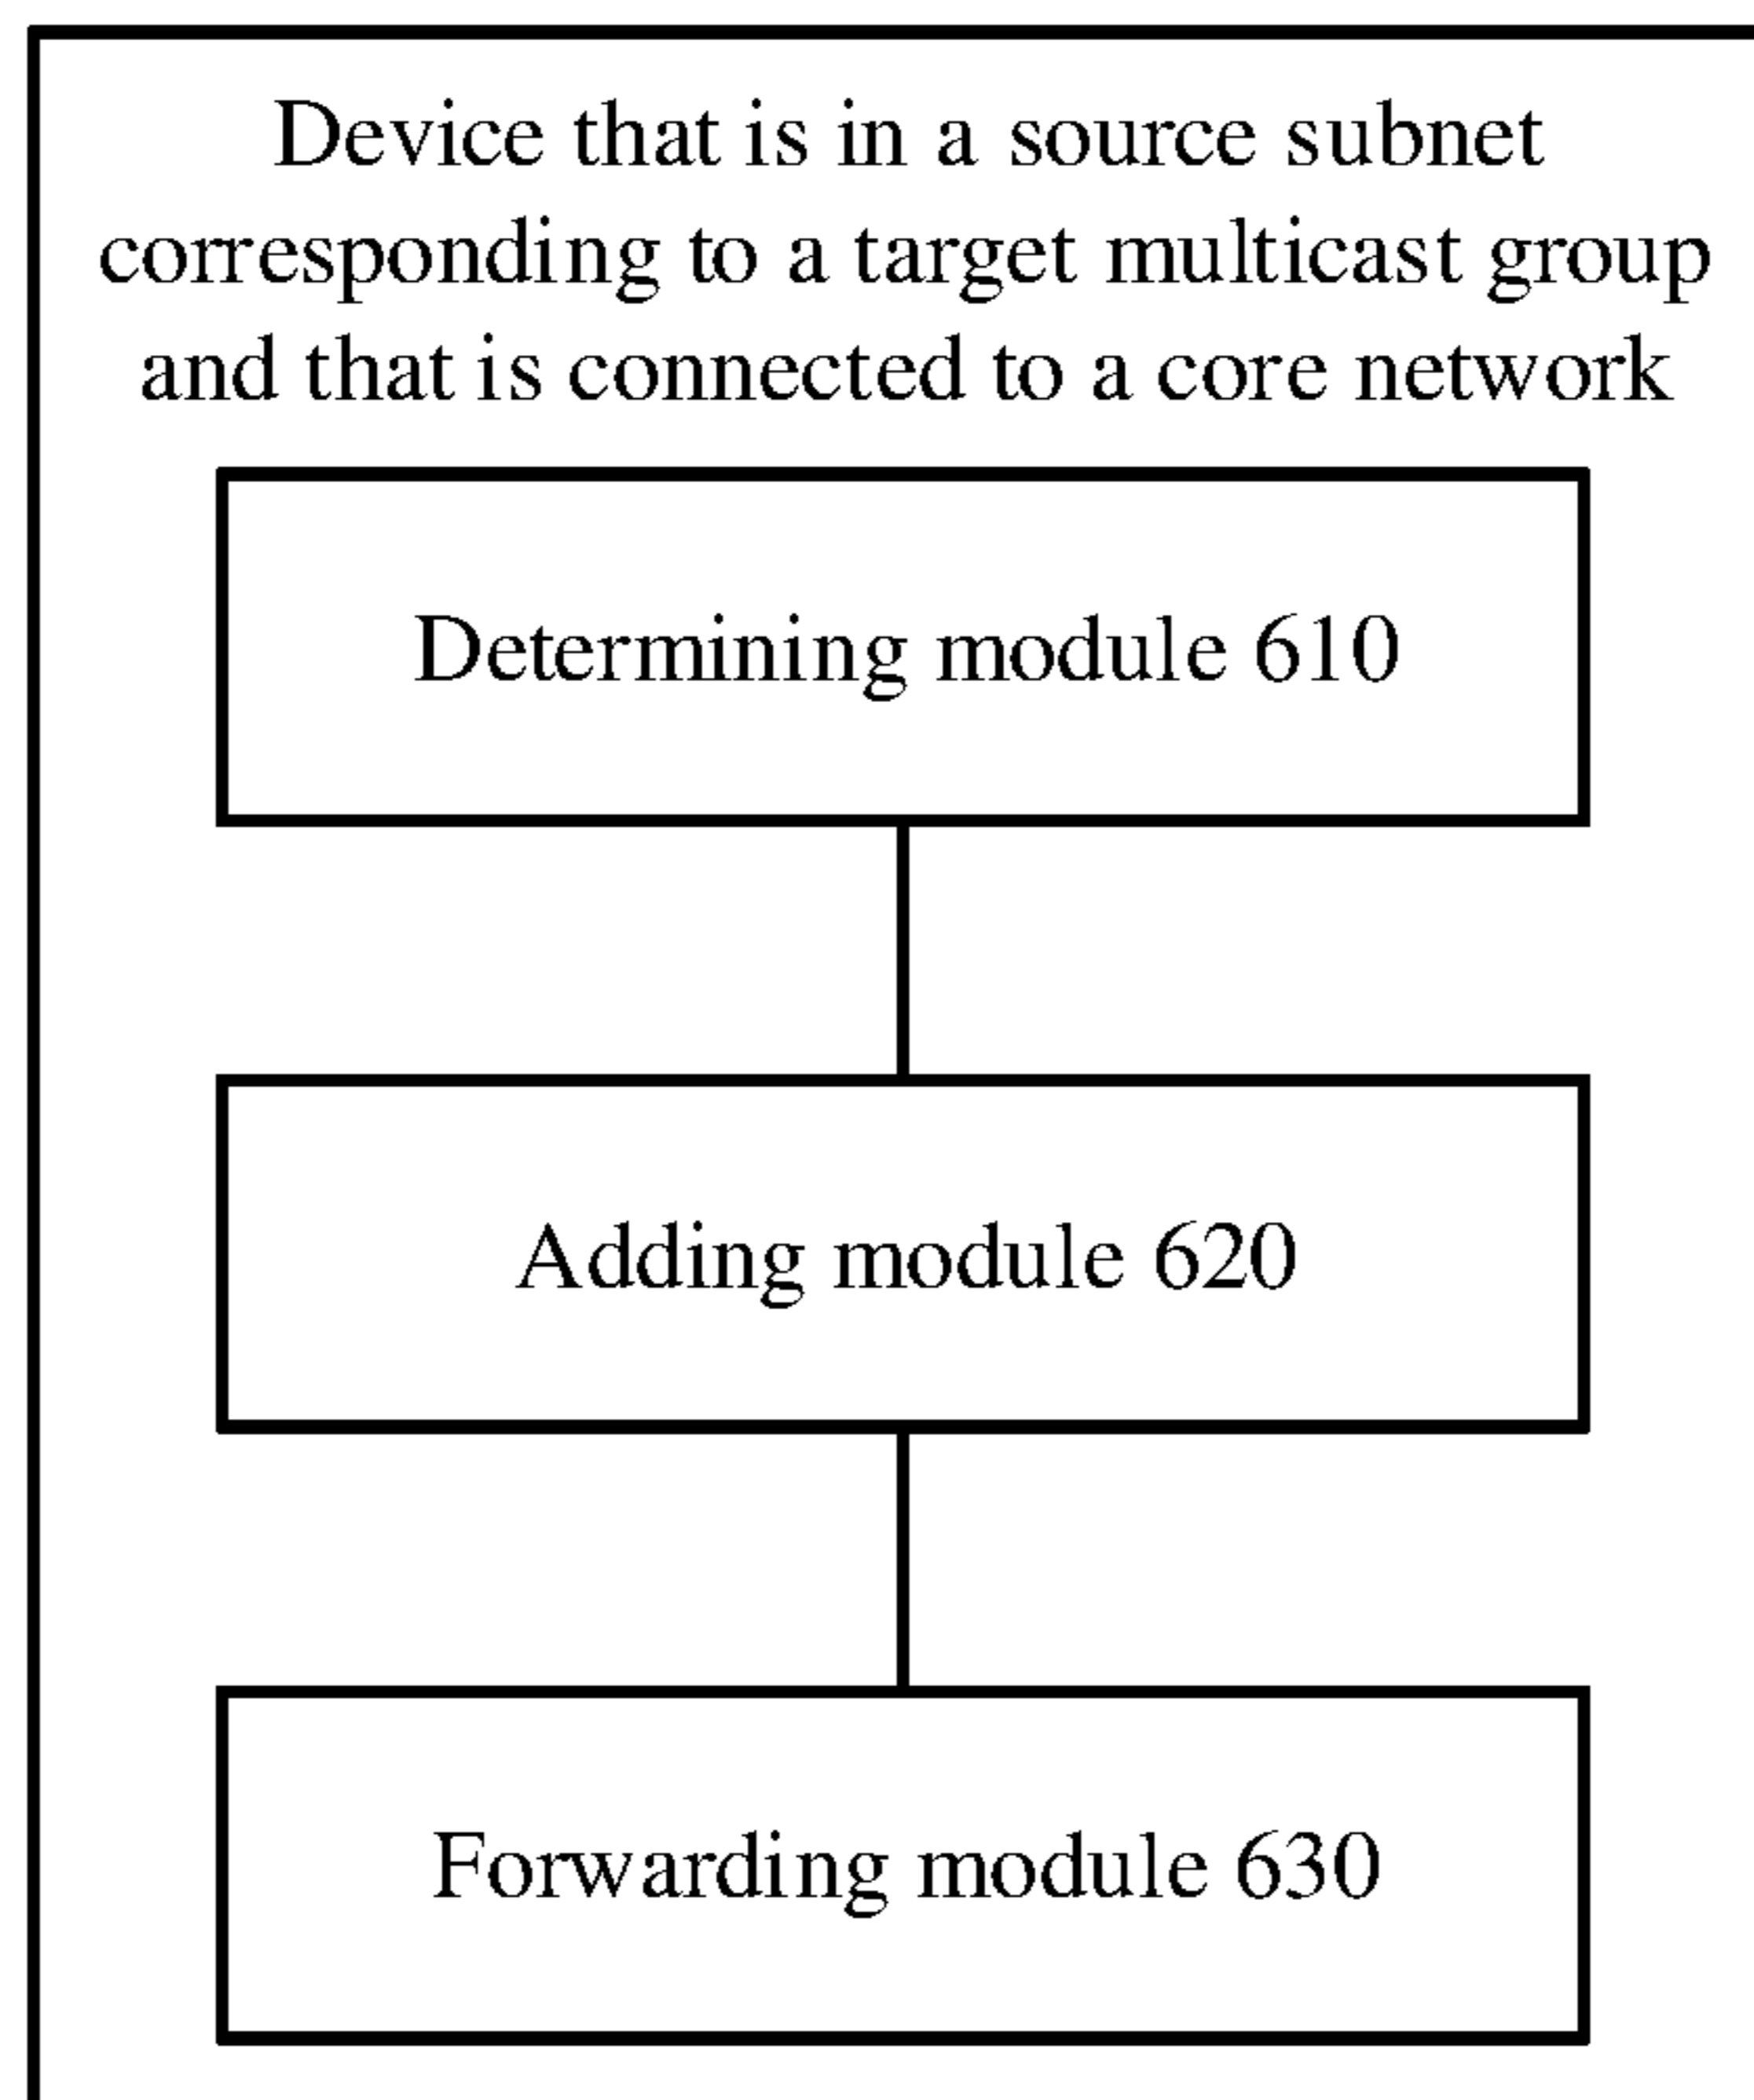 Device that is in a source subnet
corresponding to a target multicast group
and that is connected to a core network
Determining module 610
Adding module 620
Forwarding module 630